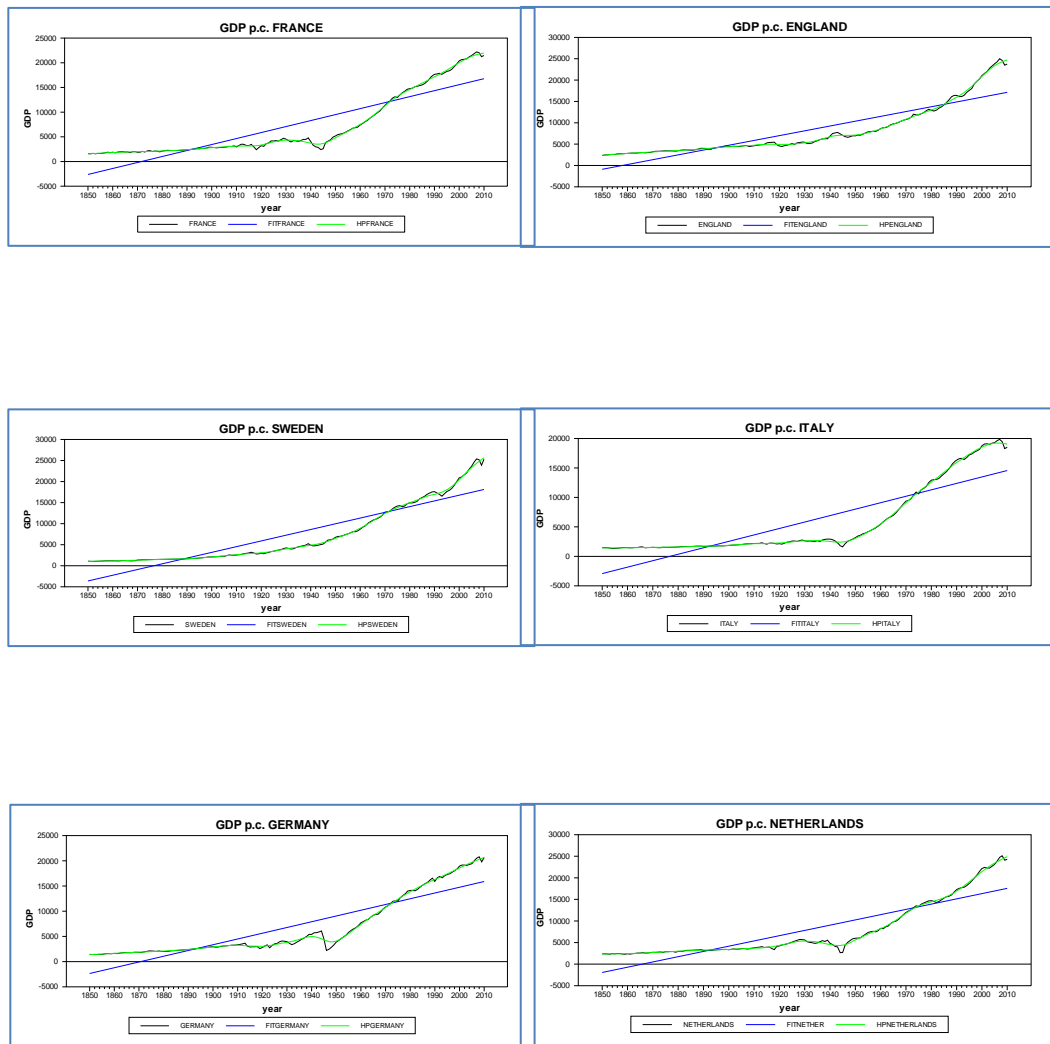 GDP p.c. FRANCE
25000
20000
15000
10000
5000
0
-5000
GDP
1850 1860 1870 1880 1890 1900 1910 1920 1930 1940 1950 1960 1970 1980 1990 2000 2010
year
FRANCE FITFRANCE HPFRANCE
GDP p.c. ENGLAND
30000
25000
20000
15000
10000
5000
0
-5000
GDP
1850 1860 1870 1880 1890 1900 1910 1920 1930 1940 1950 1960 1970 1980 1990 2000 2010
year
ENGLAND FITENGLAND HPENGLAND
GDP p.c. SWEDEN
30000
25000
20000
15000
10000
5000
0
-5000
GDP
1850 1860 1870 1880 1890 1900 1910 1920 1930 1940 1950 1960 1970 1980 1990 2000 2010
year
SWEDEN FITSWEDEN HPSWEDEN
GDP p.c. ITALY
20000
15000
10000
5000
0
-5000
GDP
1850 1860 1870 1880 1890 1900 1910 1920 1930 1940 1950 1960 1970 1980 1990 2000 2010
year
ITALY FITITALY HPITALY
GDP p.c. GERMANY
25000
20000
15000
10000
5000
0
-5000
GDP
1850 1860 1870 1880 1890 1900 1910 1920 1930 1940 1950 1960 1970 1980 1990 2000 2010
year
GERMANY FITGERMANY HPGERMANY
GDP p.c. NETHERLANDS
30000
25000
20000
15000
10000
5000
0
-5000
GDP
1850 1860 1870 1880 1890 1900 1910 1920 1930 1940 1950 1960 1970 1980 1990 2000 2010
year
NETHERLANDS FITNETHER HPNETHERLANDS